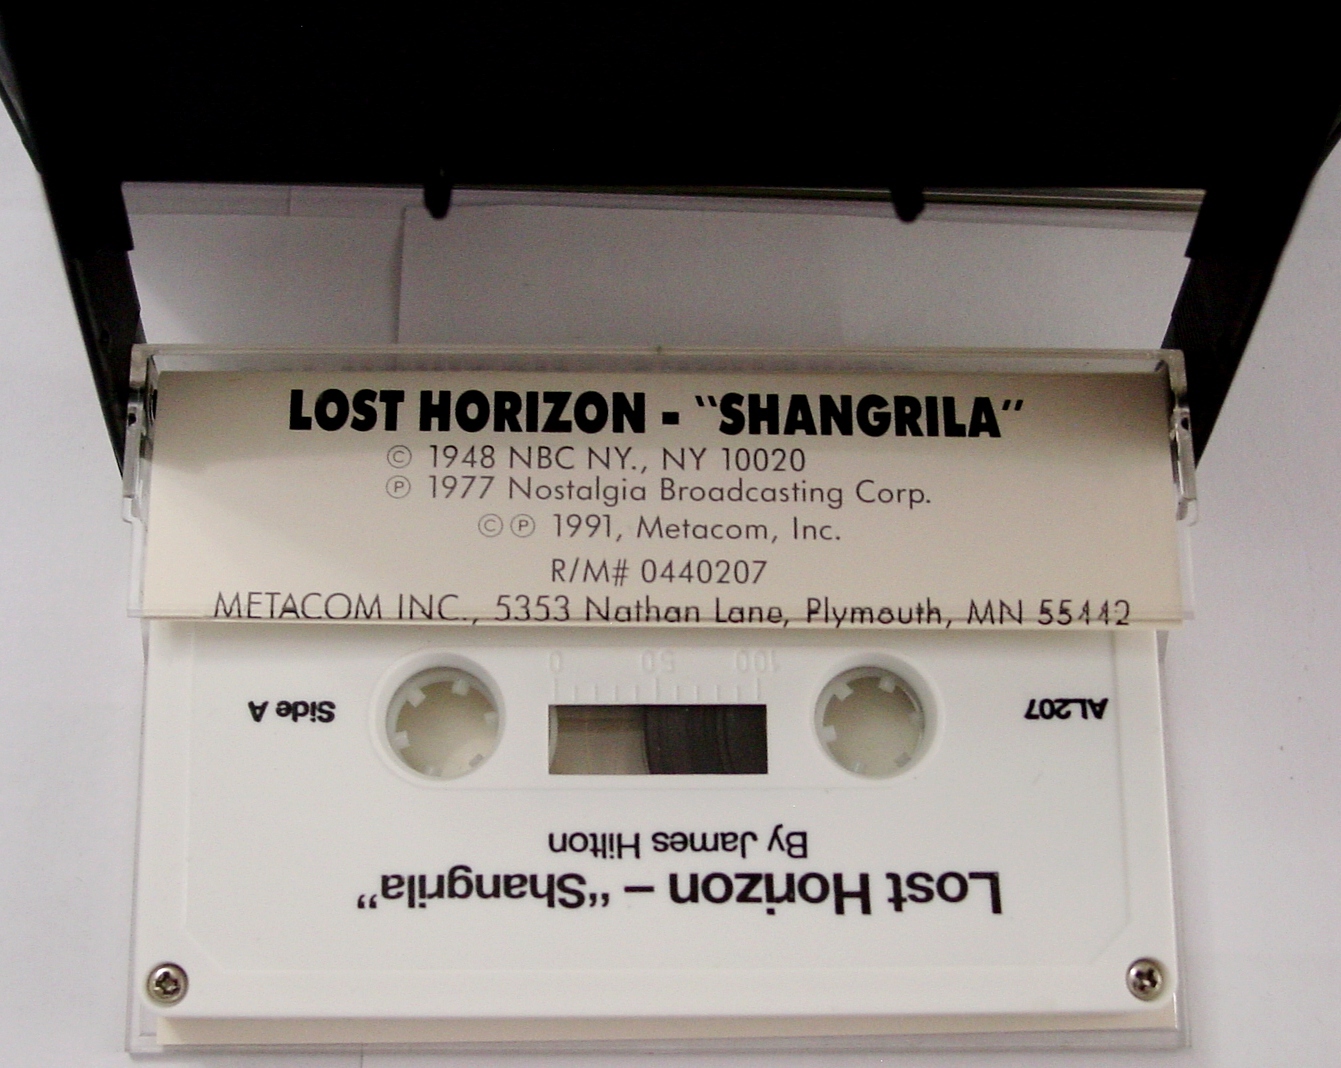 LOST HORIZON - "SHANGRILA"
© 1948 NBC NY., NY 10020
℗ 1977 Nostalgia Broadcasting Corp.
©℗ 1991, Metacom, Inc.
R/M# 0440207
METACOM INC., 5353 Nathan Lane, Plymouth, MN 55442
Lost Horizon – “Shangrila”
By James Hilton
AL207
Side A
100 50 0